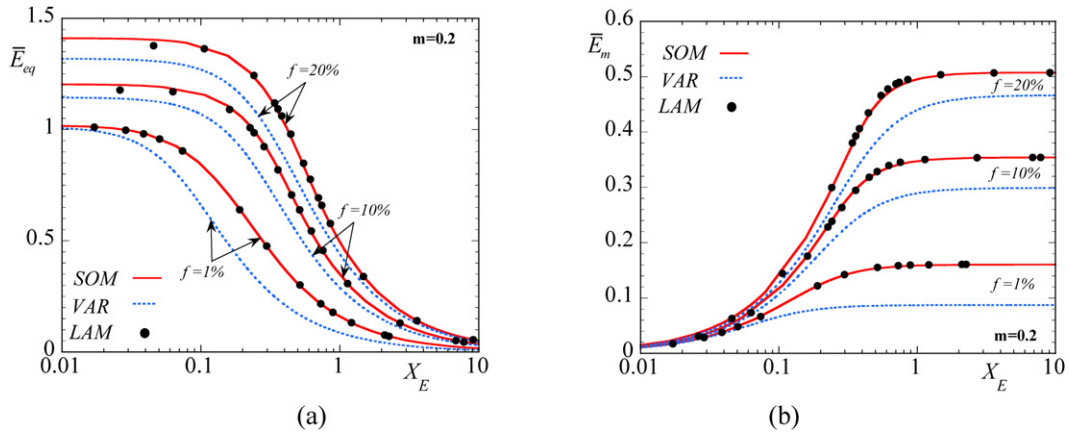 1.5
Ē_eq
1
0.5
0
m=0.2
f =20%
f =10%
f =1%
SOM
VAR
LAM
0.01 0.1 1 10
X_E
(a)
0.6
Ē_m
0.5
0.4
0.3
0.2
0.1
0
SOM
VAR
LAM
f =20%
f =10%
f =1%
m=0.2
0.01 0.1 1 10
X_E
(b)